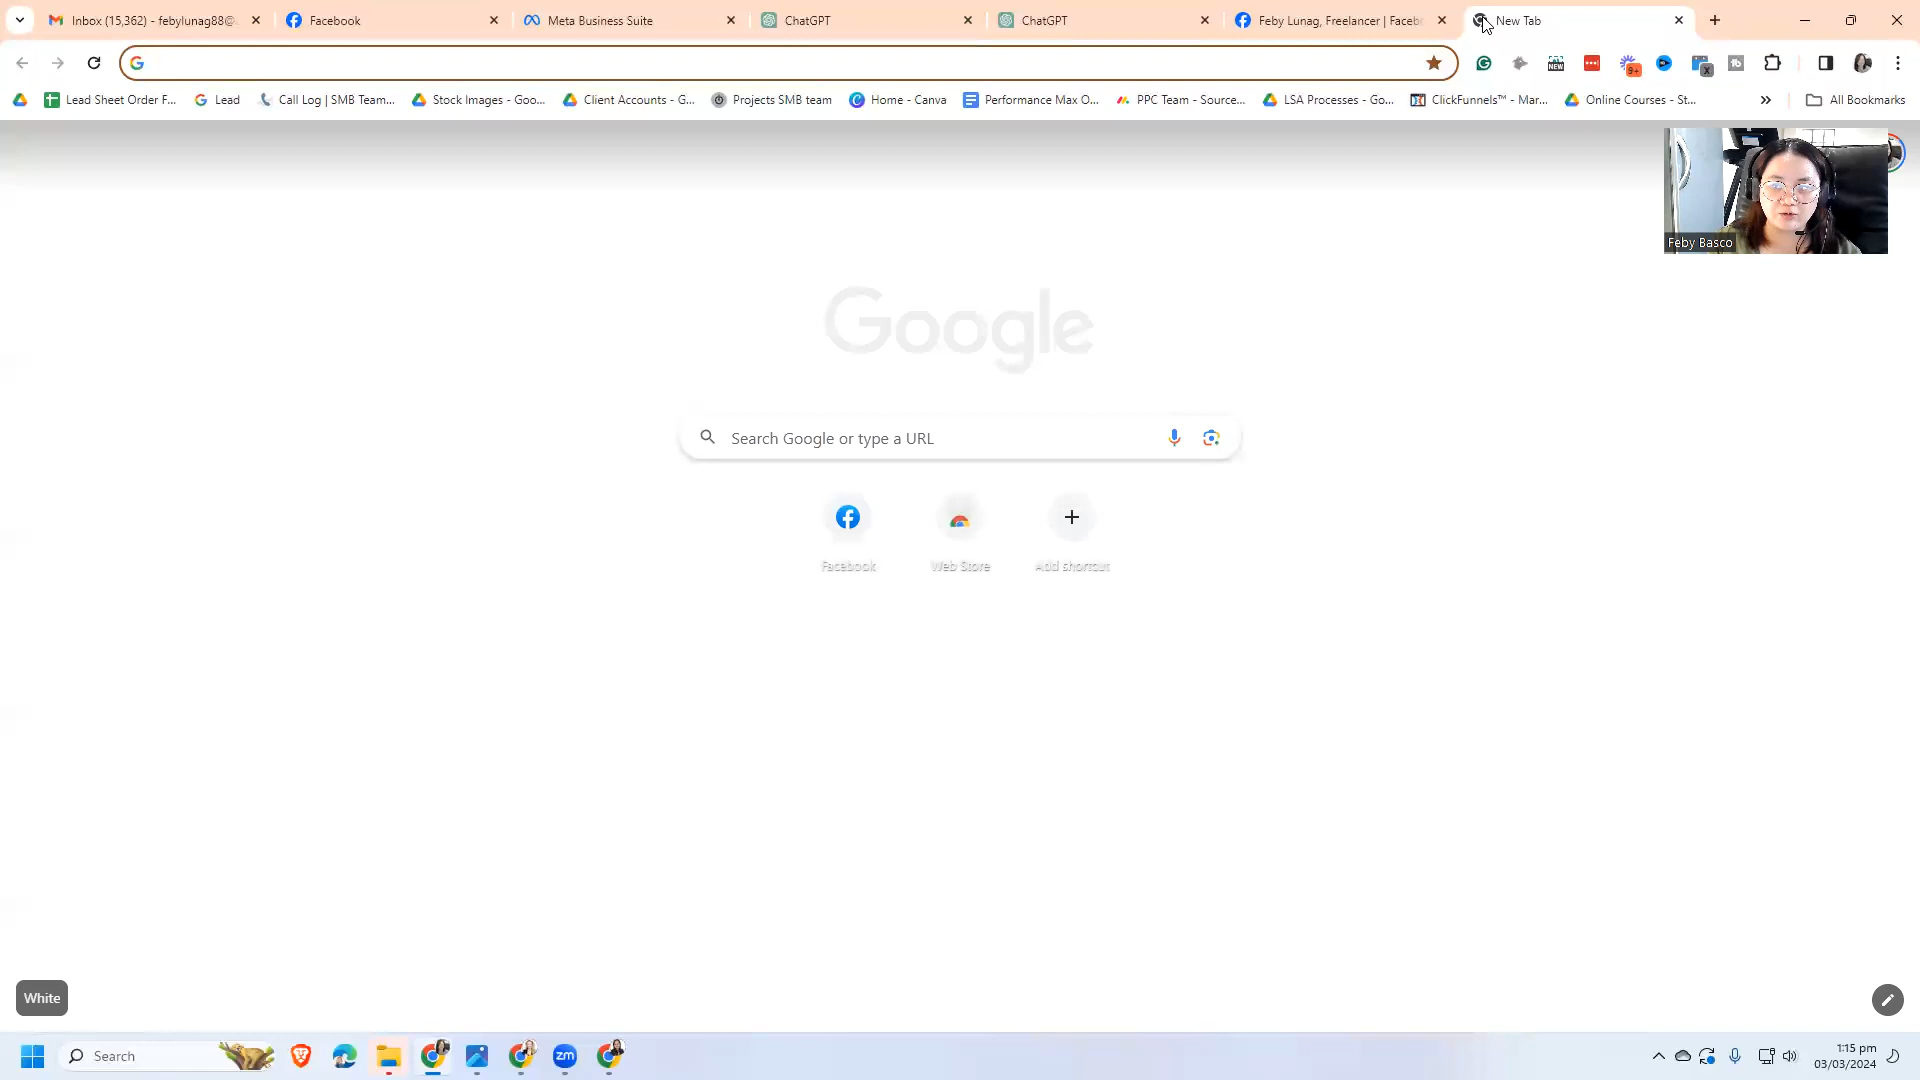 Inbox (15,362) - febylunag88@
Facebook
Meta Business Suite
ChatGPT
ChatGPT
Feby Lunag, Freelancer | Faceb
New Tab
NEW
9+
x
Lead Sheet Order F...
Lead
Call Log | SMB Team...
Stock Images - Goo...
Client Accounts - G...
Projects SMB team
Home - Canva
Performance Max O...
PPC Team - Source...
LSA Processes - Go...
ClickFunnels™ - Mar...
Online Courses - St...
All Bookmarks
Feby Basco
Google
Search Google or type a URL
Facebook
Web Store
Add shortcut
White
Search
zm
1:15 pm
03/03/2024